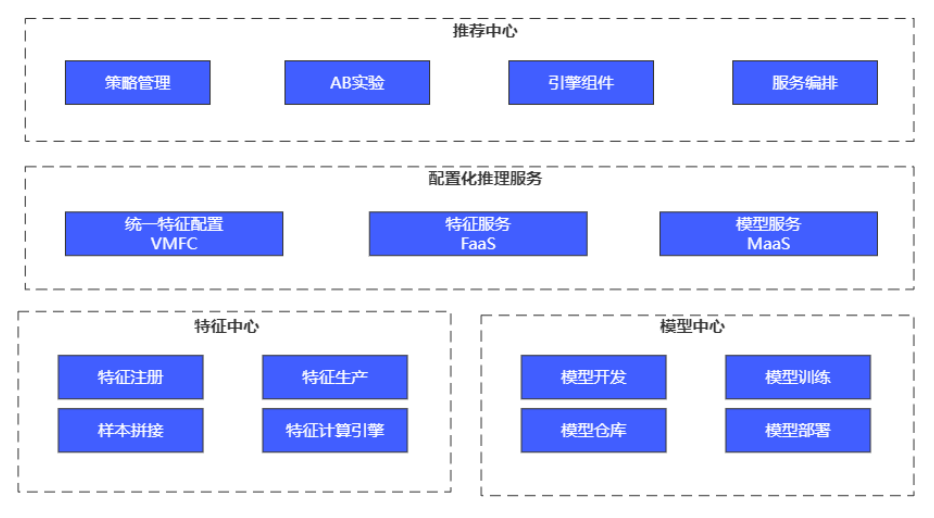 推荐中心
策略管理
AB实验
引擎组件
服务编排
配置化推理服务
统一特征配置
VMFC
特征服务
FaaS
模型服务
MaaS
特征中心
特征注册
特征生产
样本拼接
特征计算引擎
模型中心
模型开发
模型训练
模型仓库
模型部署